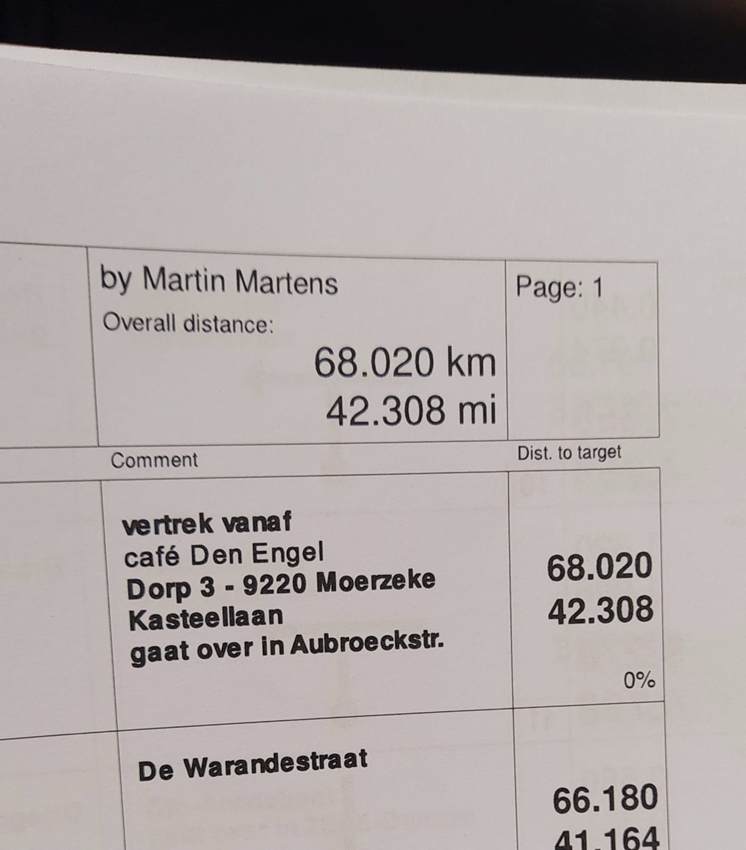 by Martin Martens
Page: 1
Overall distance:
68.020 km
42.308 mi
Comment
Dist. to target
vertrek vanaf
café Den Engel
Dorp 3 - 9220 Moerzeke
Kasteellaan
gaat over in Aubroeckstr.
68.020
42.308
0%
De Warandestraat
66.180
41.164